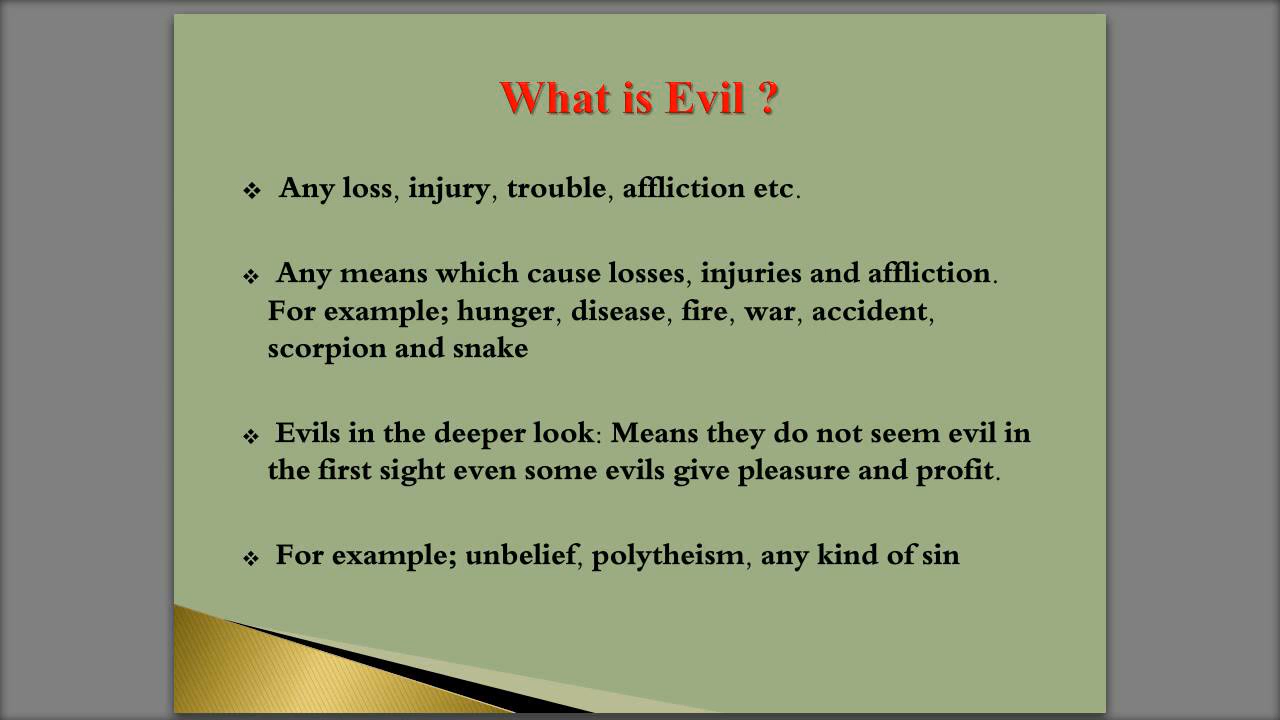 What is Evil ?
❖ Any loss, injury, trouble, affliction etc.
❖ Any means which cause losses, injuries and affliction.
For example; hunger, disease, fire, war, accident,
scorpion and snake
❖ Evils in the deeper look: Means they do not seem evil in
the first sight even some evils give pleasure and profit.
❖ For example; unbelief, polytheism, any kind of sin